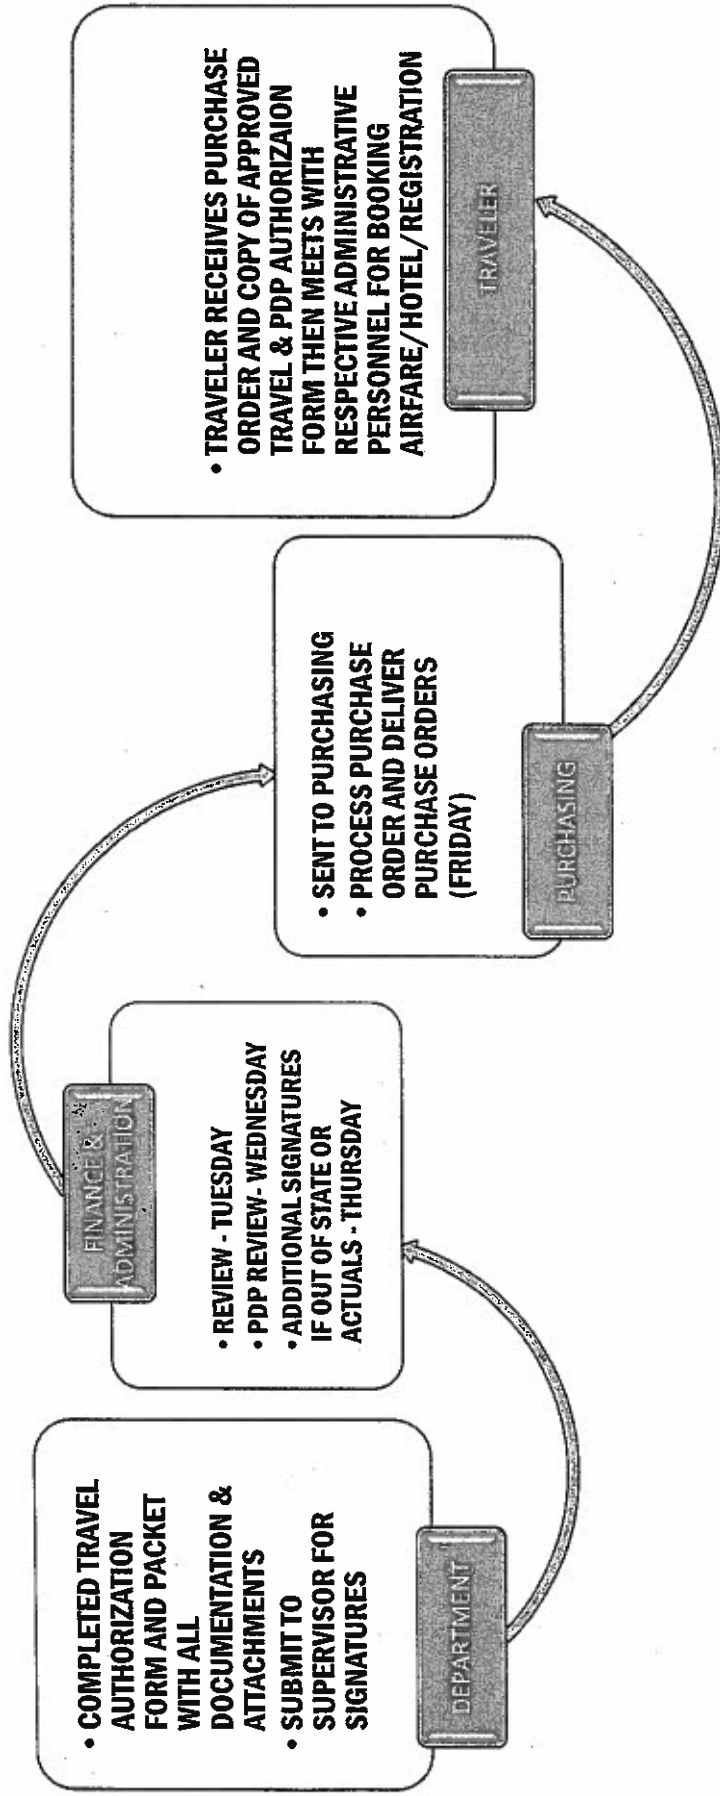 • COMPLETED TRAVEL
AUTHORIZATION
FORM AND PACKET
WITH ALL
DOCUMENTATION &
ATTACHMENTS
• SUBMIT TO
SUPERVISOR FOR
SIGNATURES
DEPARTMENT
FINANCE &
ADMINISTRATION
• REVIEW - TUESDAY
• PDP REVIEW- WEDNESDAY
• ADDITIONAL SIGNATURES
IF OUT OF STATE OR
ACTUALS - THURSDAY
• SENT TO PURCHASING
• PROCESS PURCHASE
ORDER AND DELIVER
PURCHASE ORDERS
(FRIDAY)
PURCHASING
• TRAVELER RECEIIVES PURCHASE
ORDER AND COPY OF APPROVED
TRAVEL & PDP AUTHORIZAION
FORM THEN MEETS WITH
RESPECTIVE ADMINISTRATIVE
PERSONNEL FOR BOOKING
AIRFARE/HOTEL/REGISTRATION
TRAVELER